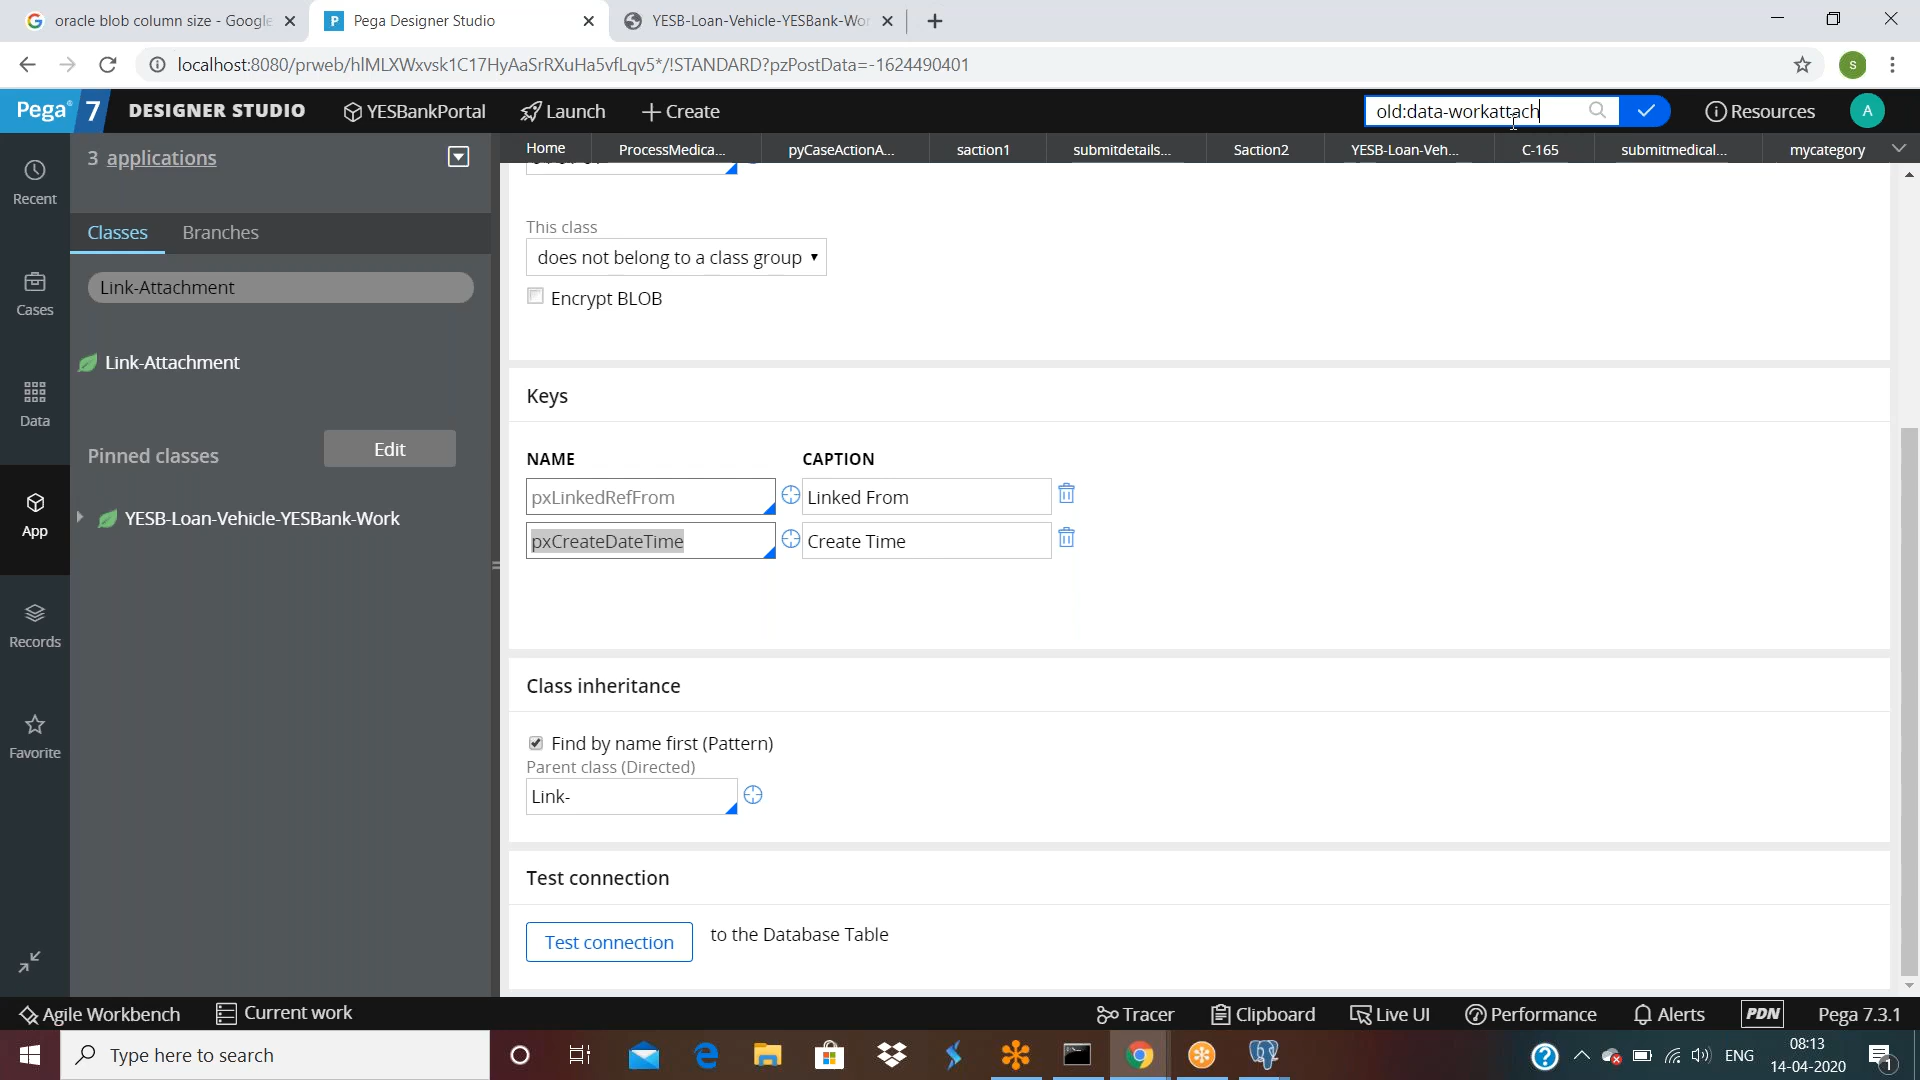 oracle blob column size - Google
Pega Designer Studio
YESB-Loan-Vehicle-YESBank-Wor
localhost:8080/prweb/hlMLXWxvsk1C17HyAaSrRXuHa5vfLqv5*/!STANDARD?pzPostData=-1624490401
s
Pega 7
DESIGNER STUDIO
YESBankPortal
Launch
Create
old:data-workattach
Resources
A
3 applications
Home
ProcessMedica...
pyCaseActionA...
saction1
submitdetails...
Saction2
YESB-Loan-Veh...
C-165
submitmedical...
mycategory
Recent
Cases
Data
App
Records
Favorite
Classes
Branches
Link-Attachment
Link-Attachment
Pinned classes
Edit
YESB-Loan-Vehicle-YESBank-Work
This class
does not belong to a class group
Encrypt BLOB
Keys
NAME
CAPTION
pxLinkedRefFrom
Linked From
pxCreateDateTime
Create Time
Class inheritance
Find by name first (Pattern)
Parent class (Directed)
Link-
Test connection
Test connection
to the Database Table
Agile Workbench
Current work
Tracer
Clipboard
Live UI
Performance
Alerts
PDN
Pega 7.3.1
Type here to search
ENG
08:13
14-04-2020
1